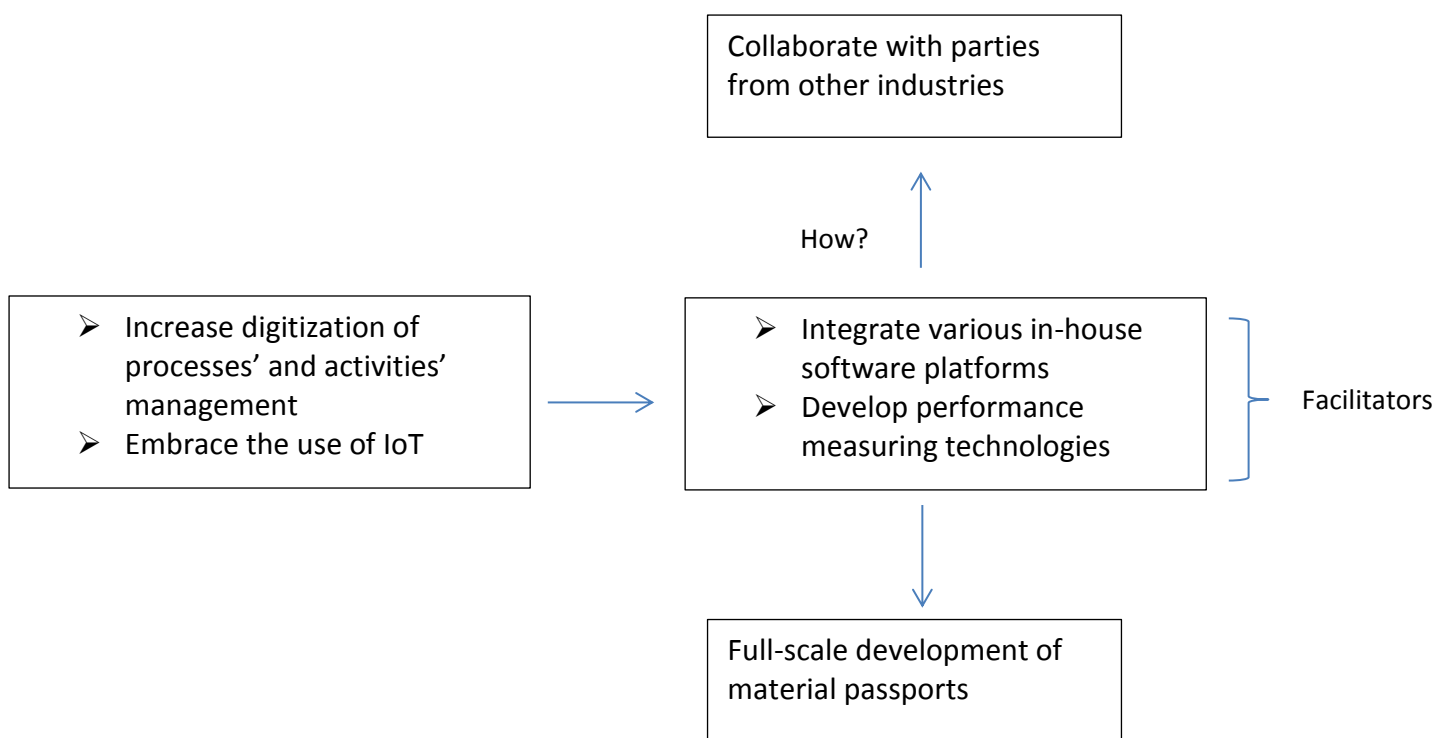 Collaborate with parties
from other industries
How?
➢ Increase digitization of
processes’ and activities’
management
➢ Embrace the use of IoT
➢ Integrate various in-house
software platforms
➢ Develop performance
measuring technologies
Facilitators
Full-scale development of
material passports